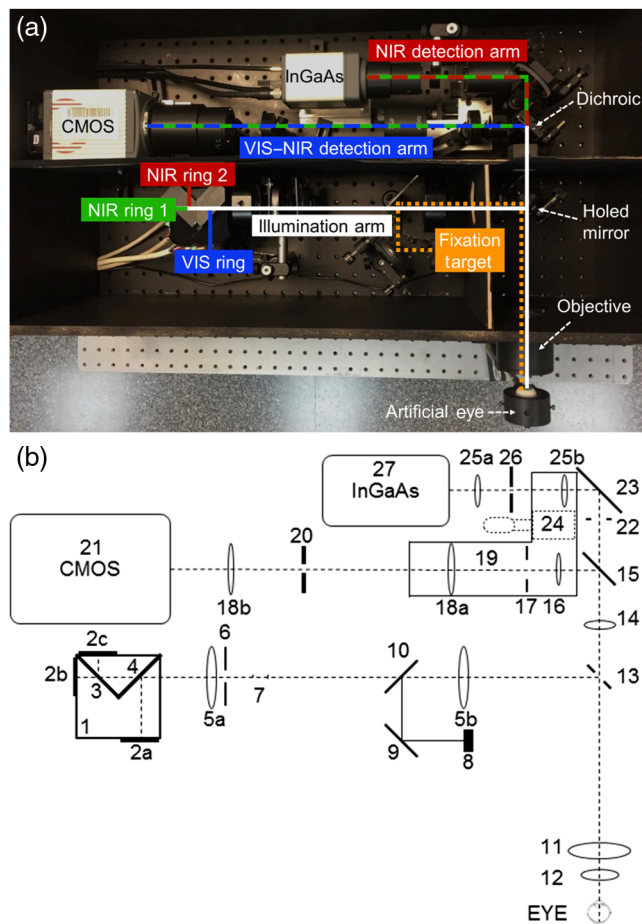 (a)
NIR detection arm
InGaAs
CMOS
Dichroic
VIS–NIR detection arm
NIR ring 2
NIR ring 1
Illumination arm
Holed
mirror
VIS ring
Fixation
target
Objective
Artificial eye
(b)
25a
26
25b
27
InGaAs
23
24
22
20
21
CMOS
19
15
18b
18a
17
16
14
2c
6
10
13
2b
3
4
7
1
5a
5b
2a
9
8
11
12
EYE